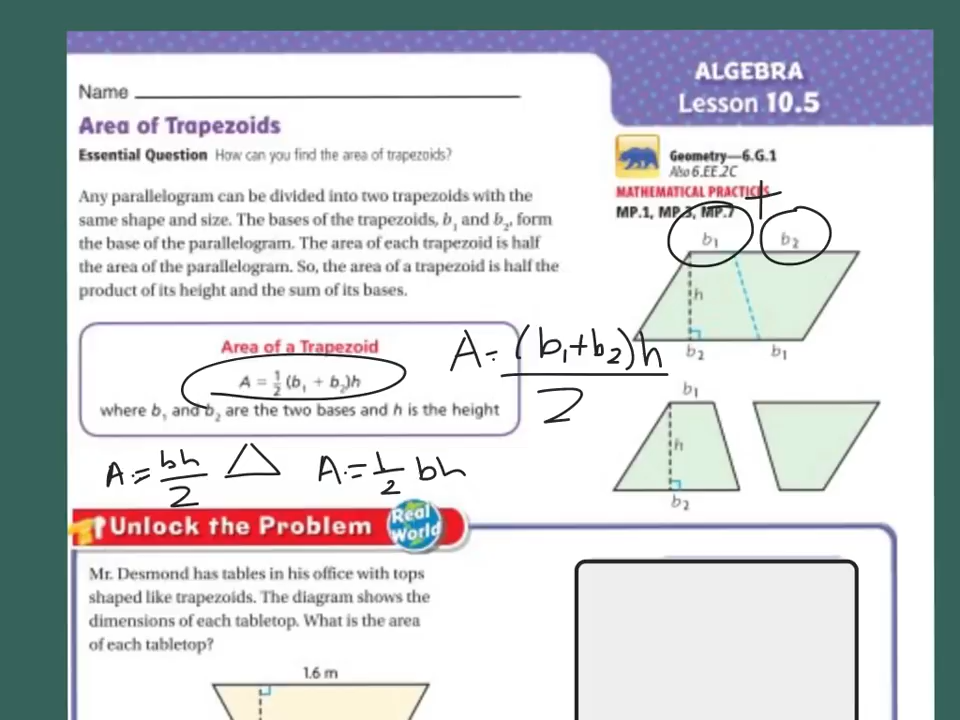 ALGEBRA
Lesson 10.5
Name
Area of Trapezoids
Essential Question How can you find the area of trapezoids?
Geometry—6.G.1
Also 6.EE.2C
MATHEMATICAL PRACTICES
MP.1, MP.3, MP.7
Any parallelogram can be divided into two trapezoids with the
same shape and size. The bases of the trapezoids, b₁ and b₂, form
the base of the parallelogram. The area of each trapezoid is half
the area of the parallelogram. So, the area of a trapezoid is half the
product of its height and the sum of its bases.
+
b₁ b₂
h
b₂ b₁
Area of a Trapezoid
A = 1/2 (b₁ + b₂)h
where b₁ and b₂ are the two bases and h is the height
A = (b₁+b₂)h / 2
b₁
h
b₂
A = bh/2 A = 1/2 bh
Unlock the Problem
Real
World
Mr. Desmond has tables in his office with tops
shaped like trapezoids. The diagram shows the
dimensions of each tabletop. What is the area
of each tabletop?
1.6 m